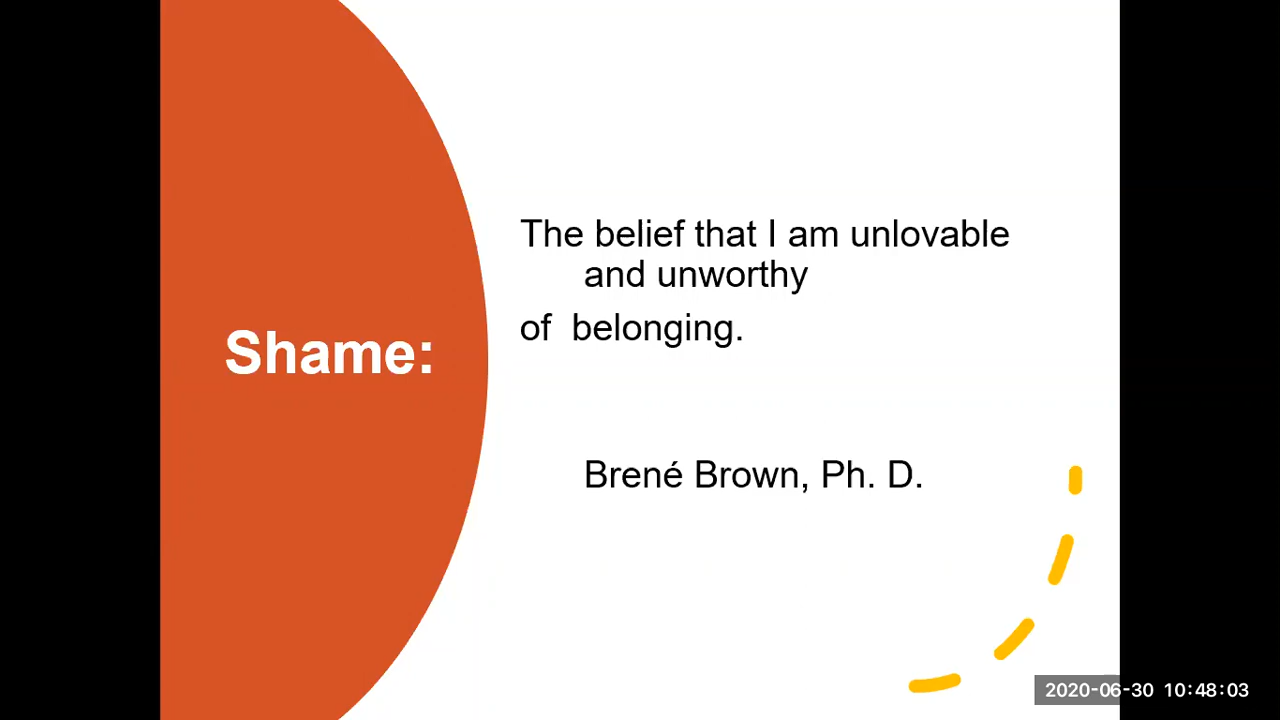 Shame:
The belief that I am unlovable
and unworthy
of  belonging.
Brené Brown, Ph. D.
2020-06-30 10:48:03